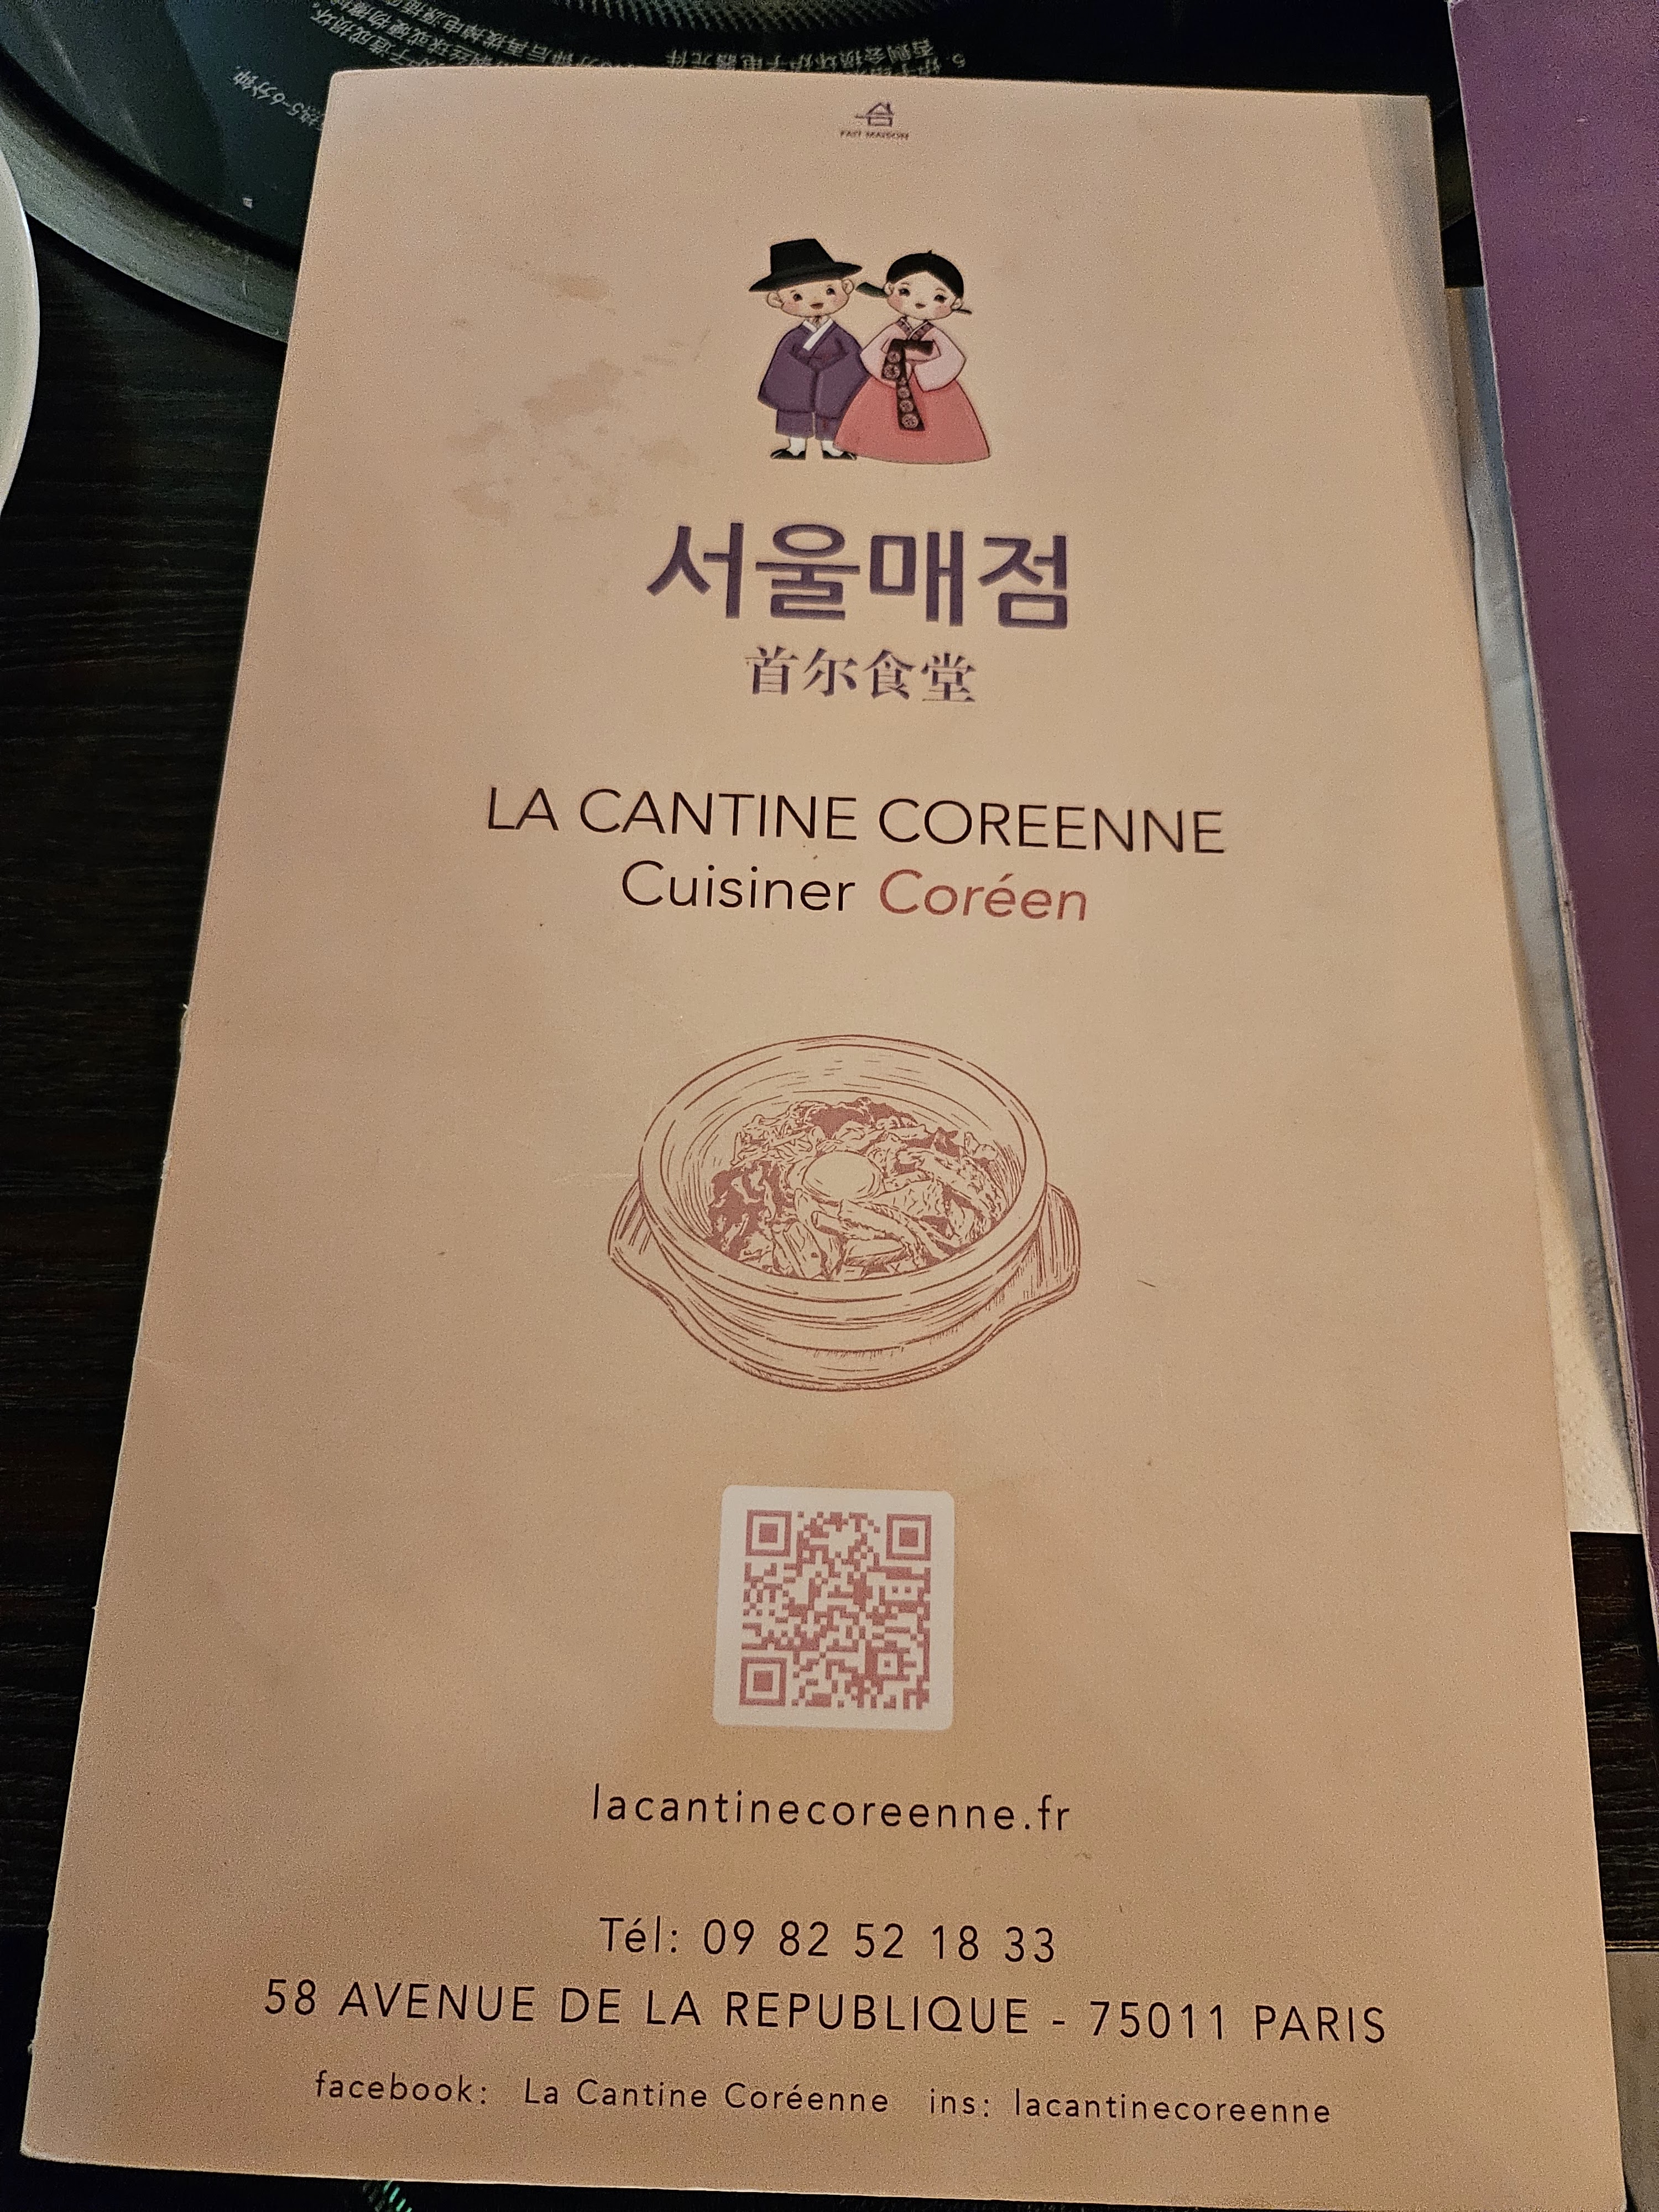 FAIT MAISON
서울매점
首尔食堂
LA CANTINE COREENNE
Cuisiner Coréen
lacantinecoreenne.fr
Tél: 09 82 52 18 33
58 AVENUE DE LA REPUBLIQUE - 75011 PARIS
facebook: La Cantine Coréenne ins: lacantinecoreenne